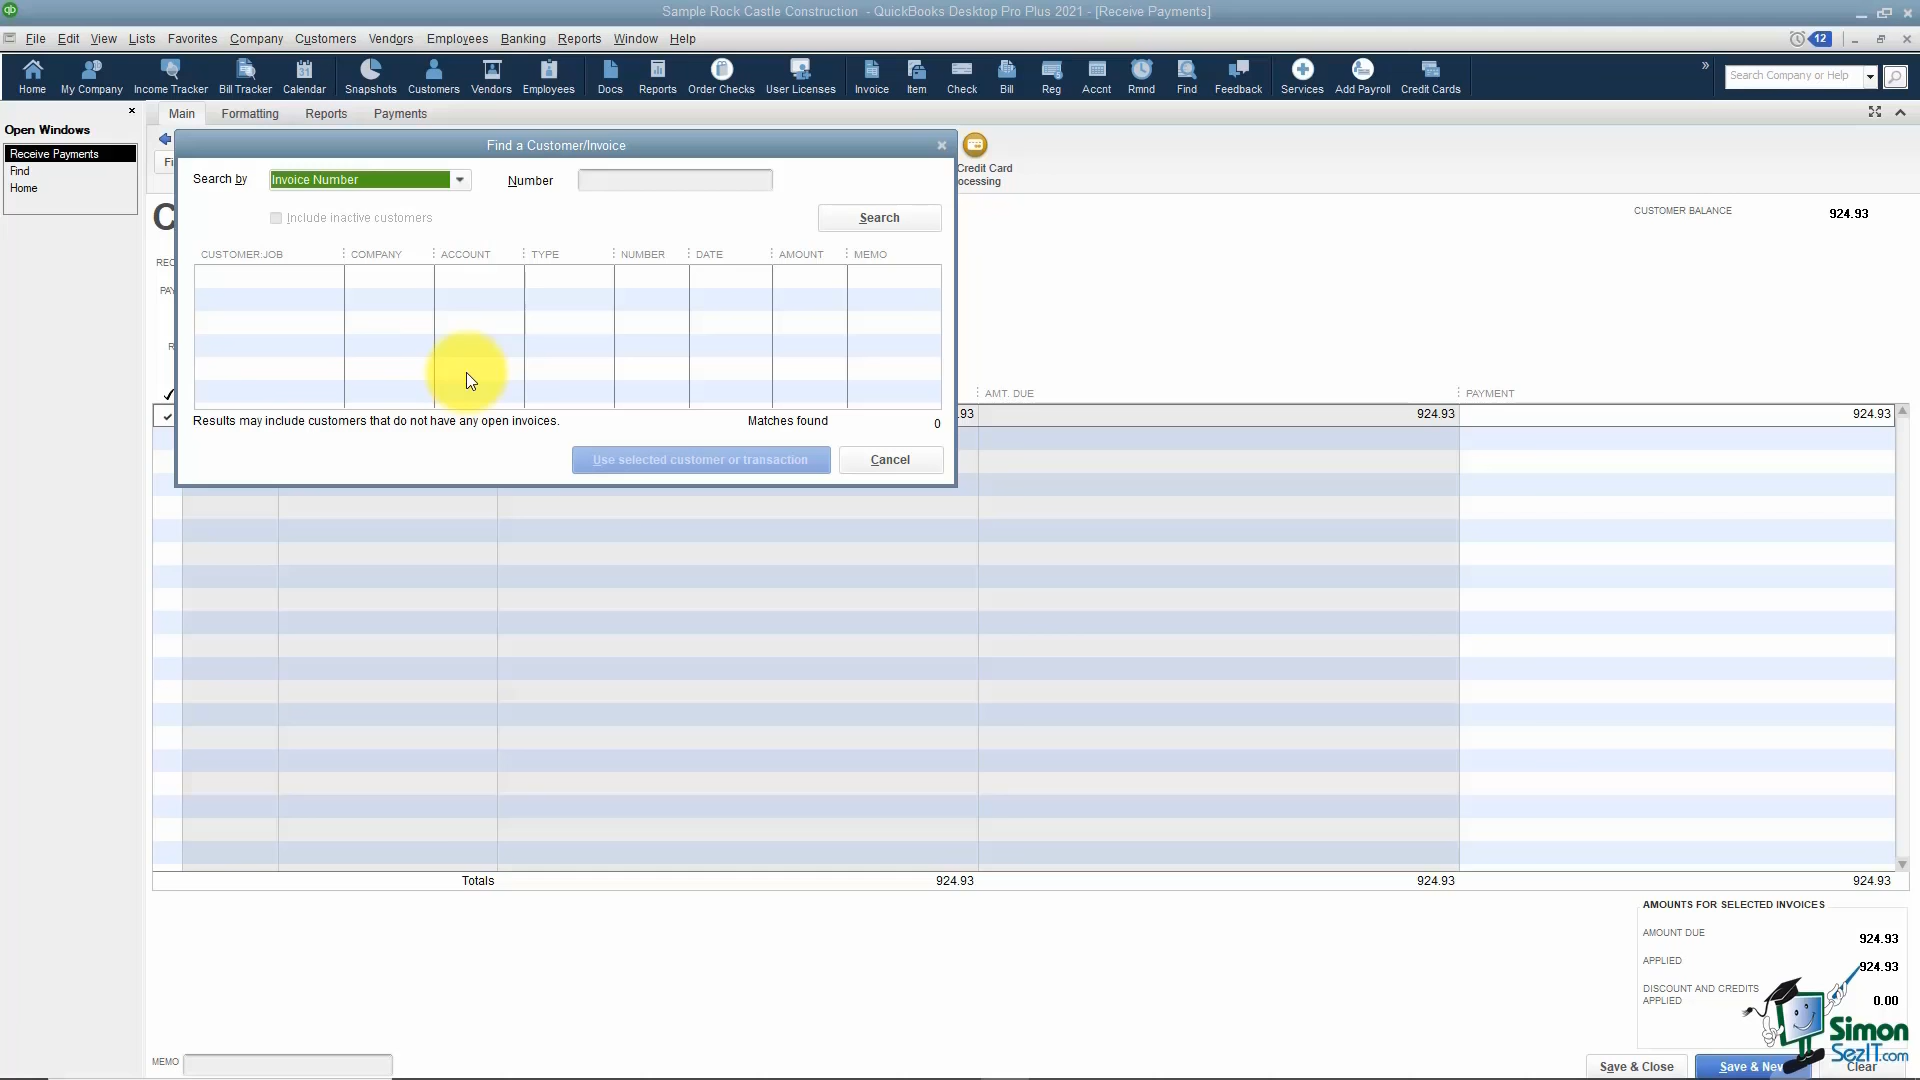 Sample Rock Castle Construction - QuickBooks Desktop Pro Plus 2021 - [Receive Payments]
File Edit View Lists Favorites Company Customers Vendors Employees Banking Reports Window Help
12
Home My Company Income Tracker Bill Tracker Calendar Snapshots Customers Vendors Employees Docs Reports Order Checks User Licenses Invoice Item Check Bill Reg Accnt Rmnd Find Feedback Services Add Payroll Credit Cards
Search Company or Help
Open Windows
Receive Payments
Find
Home
Main Formatting Reports Payments
Find a Customer/Invoice
Search by Invoice Number Number
Include inactive customers
Search
CUSTOMER:JOB COMPANY ACCOUNT TYPE NUMBER DATE AMOUNT MEMO
Results may include customers that do not have any open invoices. Matches found 0
Use selected customer or transaction Cancel
Fi
Credit Card
ocessing
C
CUSTOMER BALANCE 924.93
REC
PAY
R
AMT. DUE PAYMENT
.93 924.93 924.93
Totals 924.93 924.93 924.93
AMOUNTS FOR SELECTED INVOICES
AMOUNT DUE 924.93
APPLIED 924.93
DISCOUNT AND CREDITS
APPLIED 0.00
MEMO
Save & Close Save & New Clear
Simon
SezIT.com